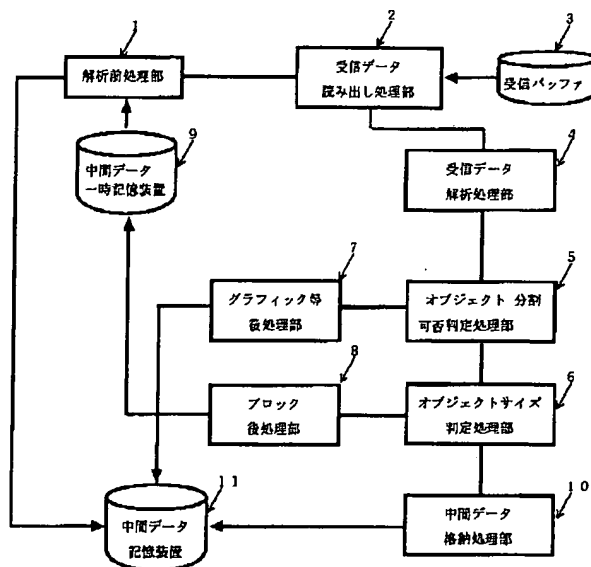 1
2
3
解析前処理部
受信データ
読み出し処理部
受信バッファ
9
4
中間データ
一時記憶装置
受信データ
解析処理部
7
5
グラフィック等
後処理部
オブジェクト 分割
可否判定処理部
8
6
ブロック
後処理部
オブジェクトサイズ
判定処理部
11
10
中間データ
記憶装置
中間データ
格納処理部